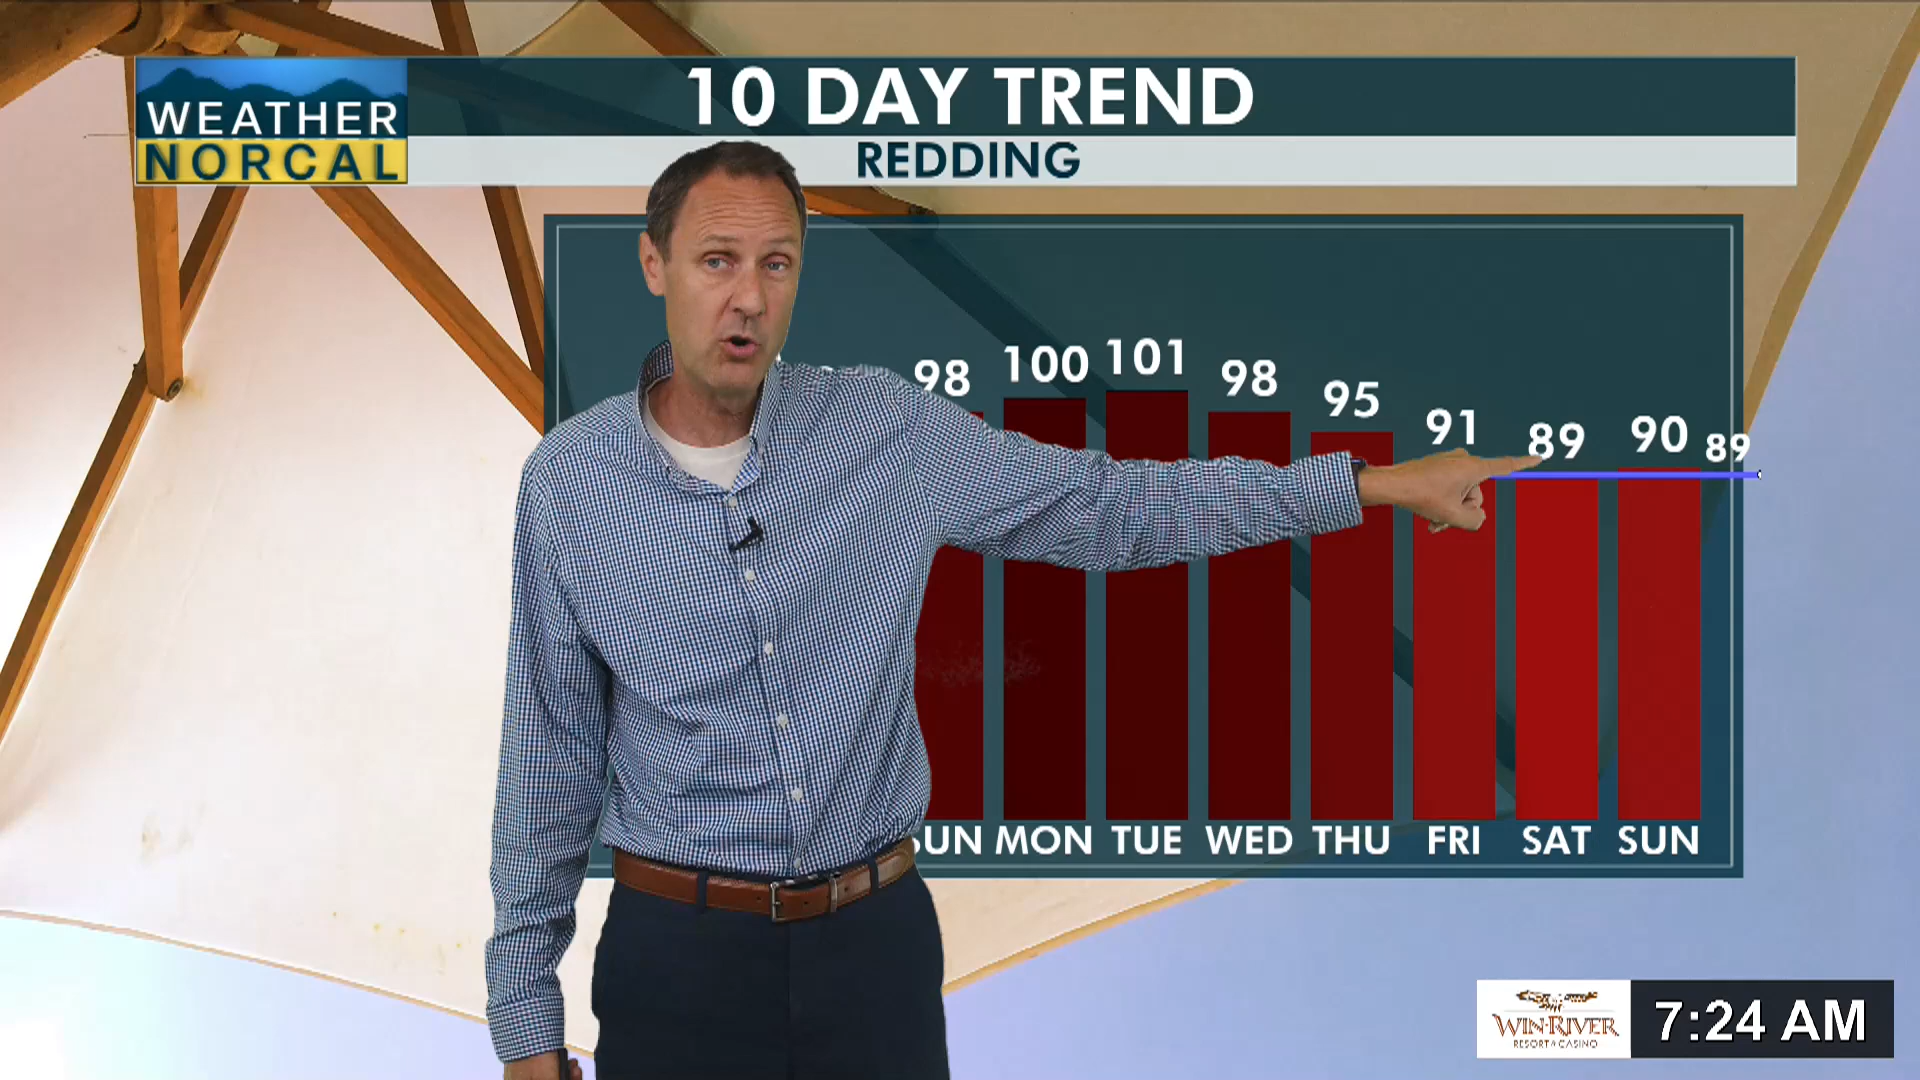 WEATHER
NORCAL
10 DAY TREND
REDDING
98 100 101 98 95 91 89 90 89
SUN MON TUE WED THU FRI SAT SUN
WIN-RIVER
RESORT & CASINO
7:24 AM